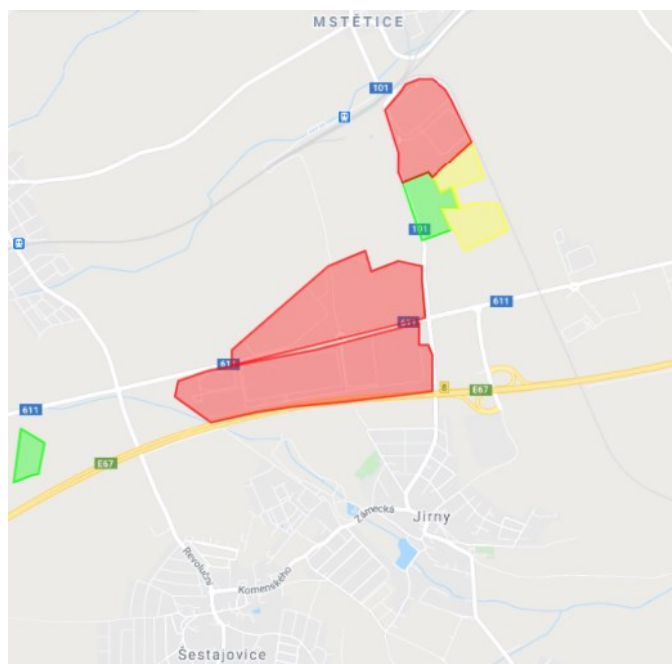 MSTĚTICE
101
101
611
611
611
611
8
E67
E67
Jirny
Zámecká
Komenského
Revoluční
Šestajovice